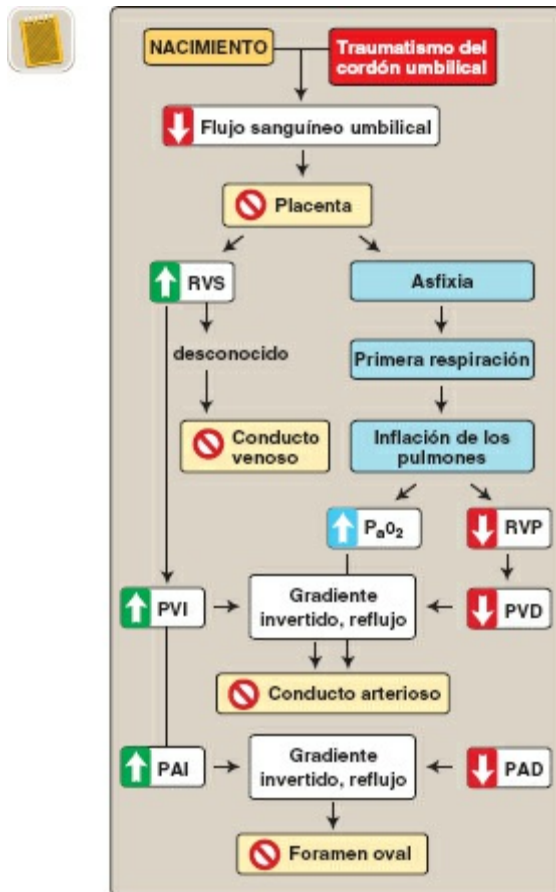 NACIMIENTO
Traumatismo del
cordón umbilical
Flujo sanguíneo umbilical
Placenta
RVS
Asfixia
desconocido
Primera respiración
Conducto
venoso
Inflación de los
pulmones
PaO₂
RVP
PVI
Gradiente
invertido, reflujo
PVD
Conducto arterioso
PAI
Gradiente
invertido, reflujo
PAD
Foramen oval